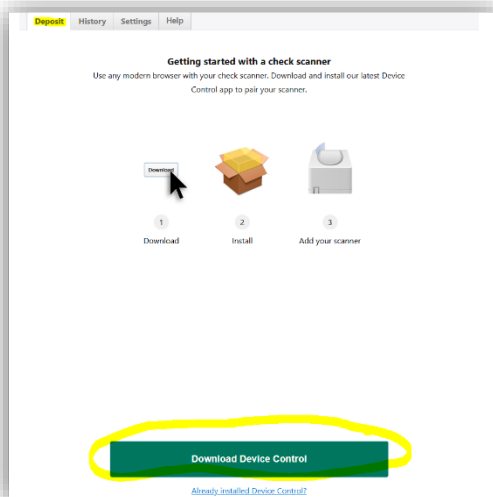 Deposit History Settings Help
Getting started with a check scanner
Use any modern browser with your check scanner. Download and install our latest Device
Control app to pair your scanner.
Download
1 2 3
Download Install Add your scanner
Download Device Control
Already installed Device Control?